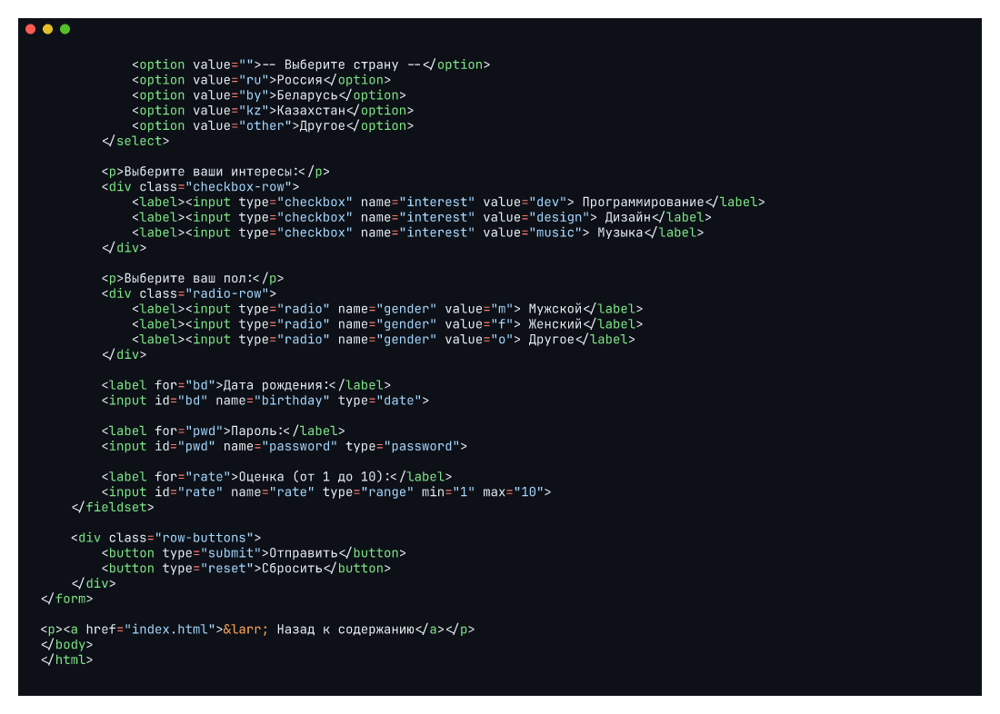 <option value="">-- Выберите страну --</option>
<option value="ru">Россия</option>
<option value="by">Беларусь</option>
<option value="kz">Казахстан</option>
<option value="other">Другое</option>
</select>
<p>Выберите ваши интересы:</p>
<div class="checkbox-row">
<label><input type="checkbox" name="interest" value="dev"> Программирование</label>
<label><input type="checkbox" name="interest" value="design"> Дизайн</label>
<label><input type="checkbox" name="interest" value="music"> Музыка</label>
</div>
<p>Выберите ваш пол:</p>
<div class="radio-row">
<label><input type="radio" name="gender" value="m"> Мужской</label>
<label><input type="radio" name="gender" value="f"> Женский</label>
<label><input type="radio" name="gender" value="o"> Другое</label>
</div>
<label for="bd">Дата рождения:</label>
<input id="bd" name="birthday" type="date">
<label for="pwd">Пароль:</label>
<input id="pwd" name="password" type="password">
<label for="rate">Оценка (от 1 до 10):</label>
<input id="rate" name="rate" type="range" min="1" max="10">
</fieldset>
<div class="row-buttons">
<button type="submit">Отправить</button>
<button type="reset">Сбросить</button>
</div>
</form>
<p><a href="index.html">&larr; Назад к содержанию</a></p>
</body>
</html>